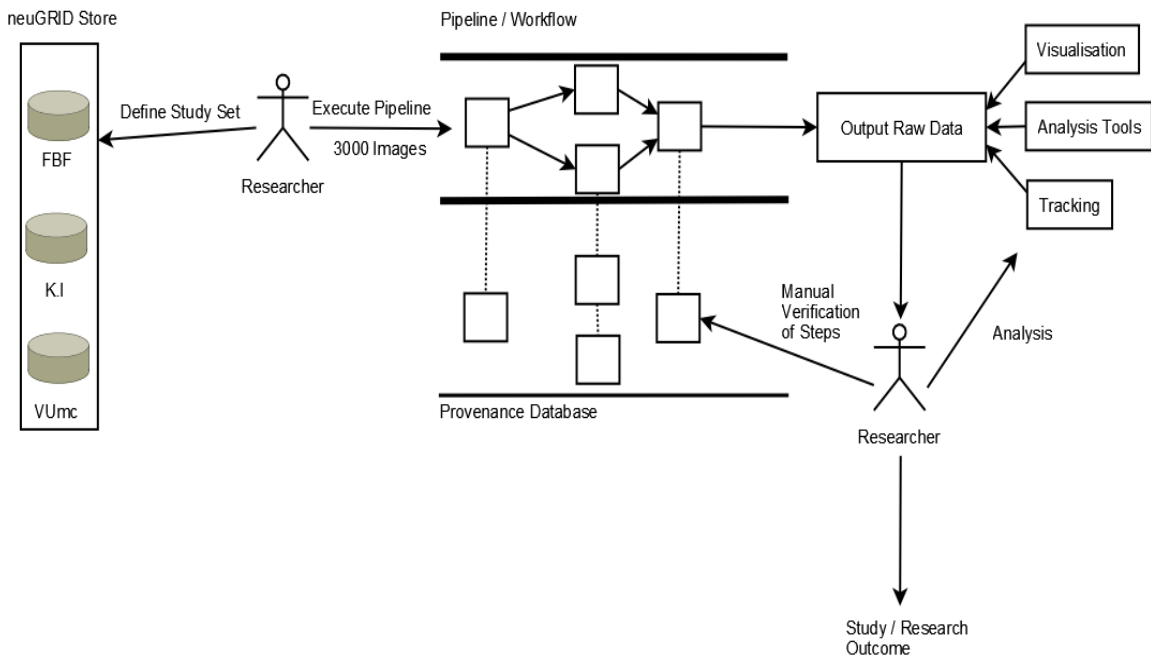 neuGRID Store
FBF
K.I
VUmc
Define Study Set
Researcher
Execute Pipeline
3000 Images
Pipeline / Workflow
Provenance Database
Output Raw Data
Visualisation
Analysis Tools
Tracking
Manual
Verification
of Steps
Analysis
Researcher
Study / Research
Outcome